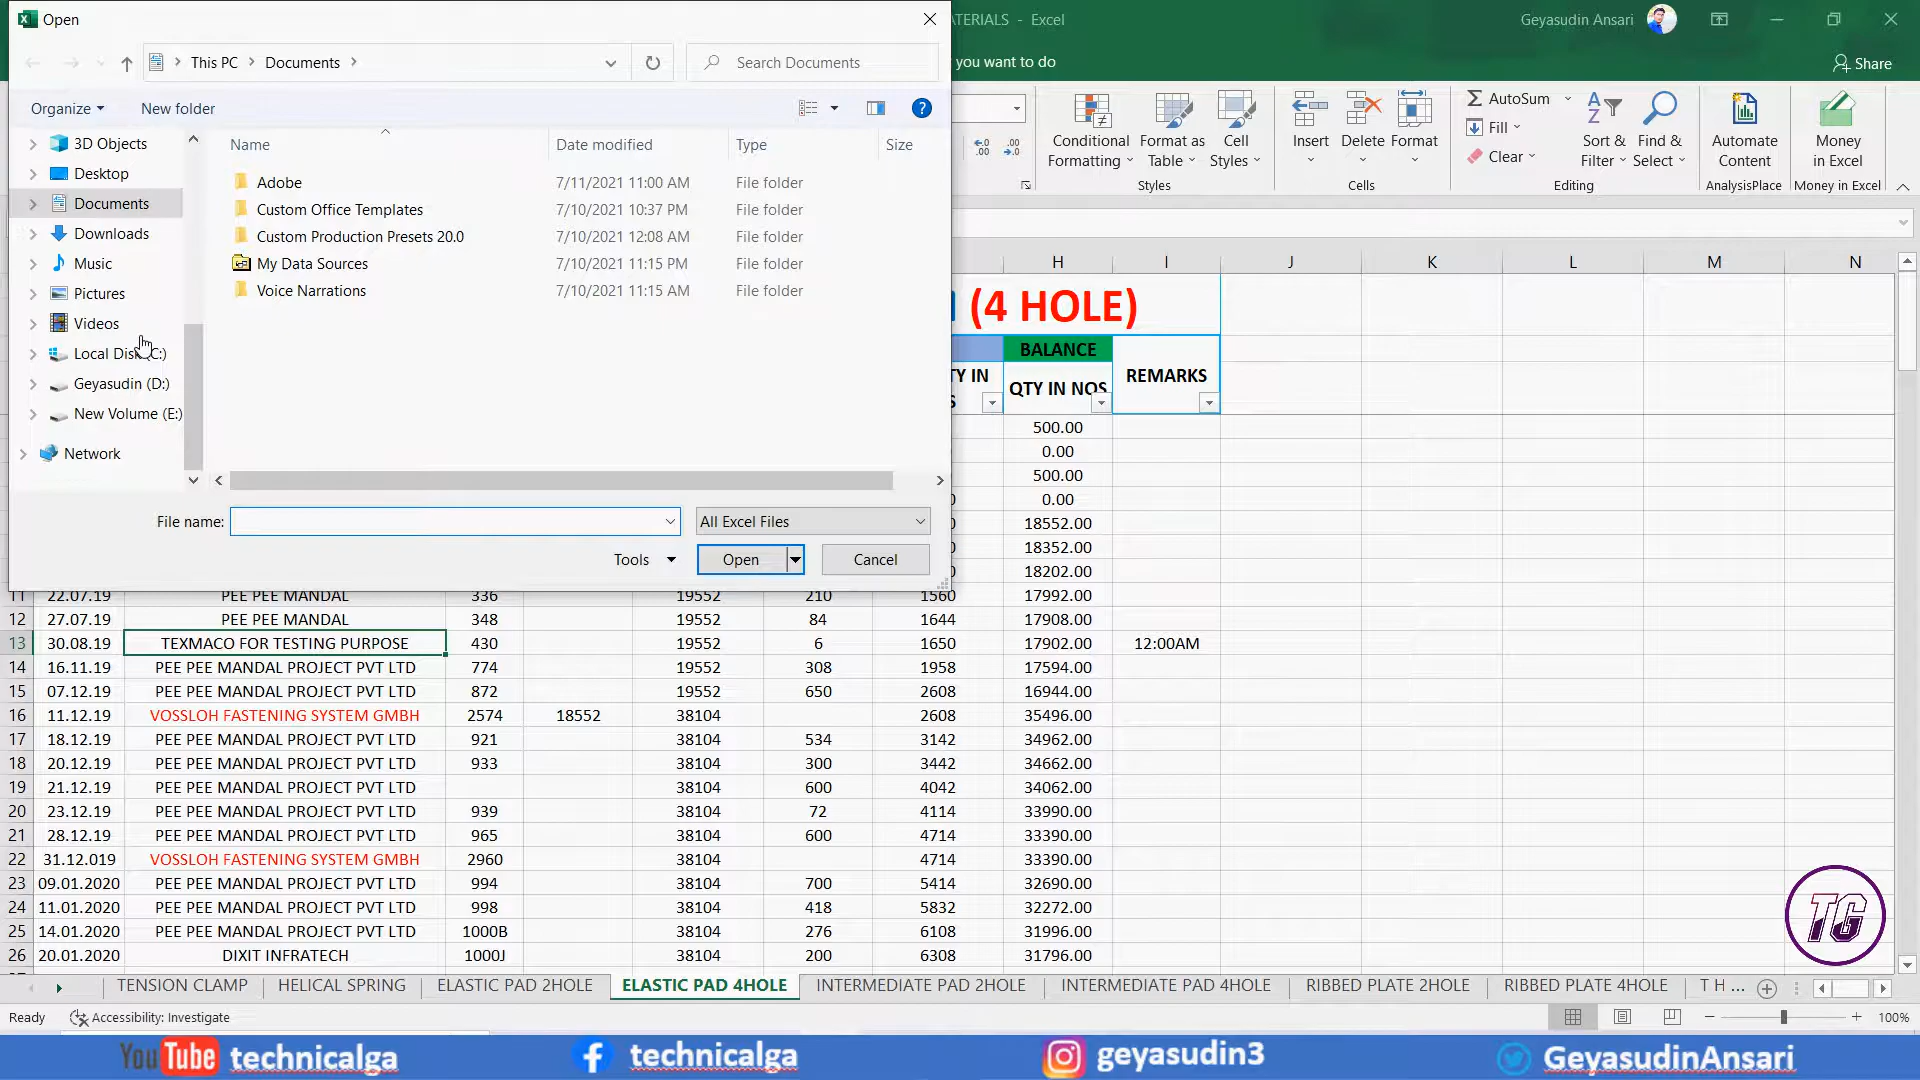 Open
ATERIALS - Excel
Geyasudin Ansari
This PC
Documents
Search Documents
you want to do
Share
Organize
New folder
AutoSum
Fill
Clear
Conditional Formatting
Format as Table
Cell Styles
Insert
Delete
Format
Sort & Filter
Find & Select
Automate Content
Money in Excel
Styles
Cells
Editing
AnalysisPlace
Money in Excel
3D Objects
Desktop
Documents
Downloads
Music
Pictures
Videos
Local Disk (C:)
Geyasudin (D:)
New Volume (E:)
Network
Name Date modified Type Size
Adobe 7/11/2021 11:00 AM File folder
Custom Office Templates 7/10/2021 10:37 PM File folder
Custom Production Presets 20.0 7/10/2021 12:08 AM File folder
My Data Sources 7/10/2021 11:15 PM File folder
Voice Narrations 7/10/2021 11:15 AM File folder
File name:
All Excel Files
Tools
Open
Cancel
H I J K L M N
(4 HOLE)
BALANCE
TY IN
QTY IN NOS
REMARKS
500.00
0.00
500.00
0.00
18552.00
18352.00
18202.00
11 22.07.19 PEE PEE MANDAL 336 19552 210 1560 17992.00
12 27.07.19 PEE PEE MANDAL 348 19552 84 1644 17908.00
13 30.08.19 TEXMACO FOR TESTING PURPOSE 430 19552 6 1650 17902.00 12:00AM
14 16.11.19 PEE PEE MANDAL PROJECT PVT LTD 774 19552 308 1958 17594.00
15 07.12.19 PEE PEE MANDAL PROJECT PVT LTD 872 19552 650 2608 16944.00
16 11.12.19 VOSSLOH FASTENING SYSTEM GMBH 2574 18552 38104 2608 35496.00
17 18.12.19 PEE PEE MANDAL PROJECT PVT LTD 921 38104 534 3142 34962.00
18 20.12.19 PEE PEE MANDAL PROJECT PVT LTD 933 38104 300 3442 34662.00
19 21.12.19 PEE PEE MANDAL PROJECT PVT LTD 38104 600 4042 34062.00
20 23.12.19 PEE PEE MANDAL PROJECT PVT LTD 939 38104 72 4114 33990.00
21 28.12.19 PEE PEE MANDAL PROJECT PVT LTD 965 38104 600 4714 33390.00
22 31.12.019 VOSSLOH FASTENING SYSTEM GMBH 2960 38104 4714 33390.00
23 09.01.2020 PEE PEE MANDAL PROJECT PVT LTD 994 38104 700 5414 32690.00
24 11.01.2020 PEE PEE MANDAL PROJECT PVT LTD 998 38104 418 5832 32272.00
25 14.01.2020 PEE PEE MANDAL PROJECT PVT LTD 1000B 38104 276 6108 31996.00
26 20.01.2020 DIXIT INFRATECH 1000J 38104 200 6308 31796.00
TG
TENSION CLAMP HELICAL SPRING ELASTIC PAD 2HOLE ELASTIC PAD 4HOLE INTERMEDIATE PAD 2HOLE INTERMEDIATE PAD 4HOLE RIBBED PLATE 2HOLE RIBBED PLATE 4HOLE T H ...
Ready
Accessibility: Investigate
100%
YouTube technicalga
technicalga
geyasudin3
GeyasudinAnsari